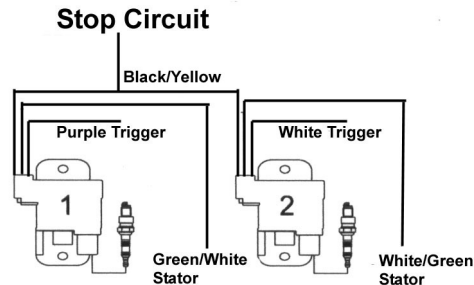 Stop Circuit
Black/Yellow
Purple Trigger
White Trigger
1
2
Green/White
Stator
White/Green
Stator